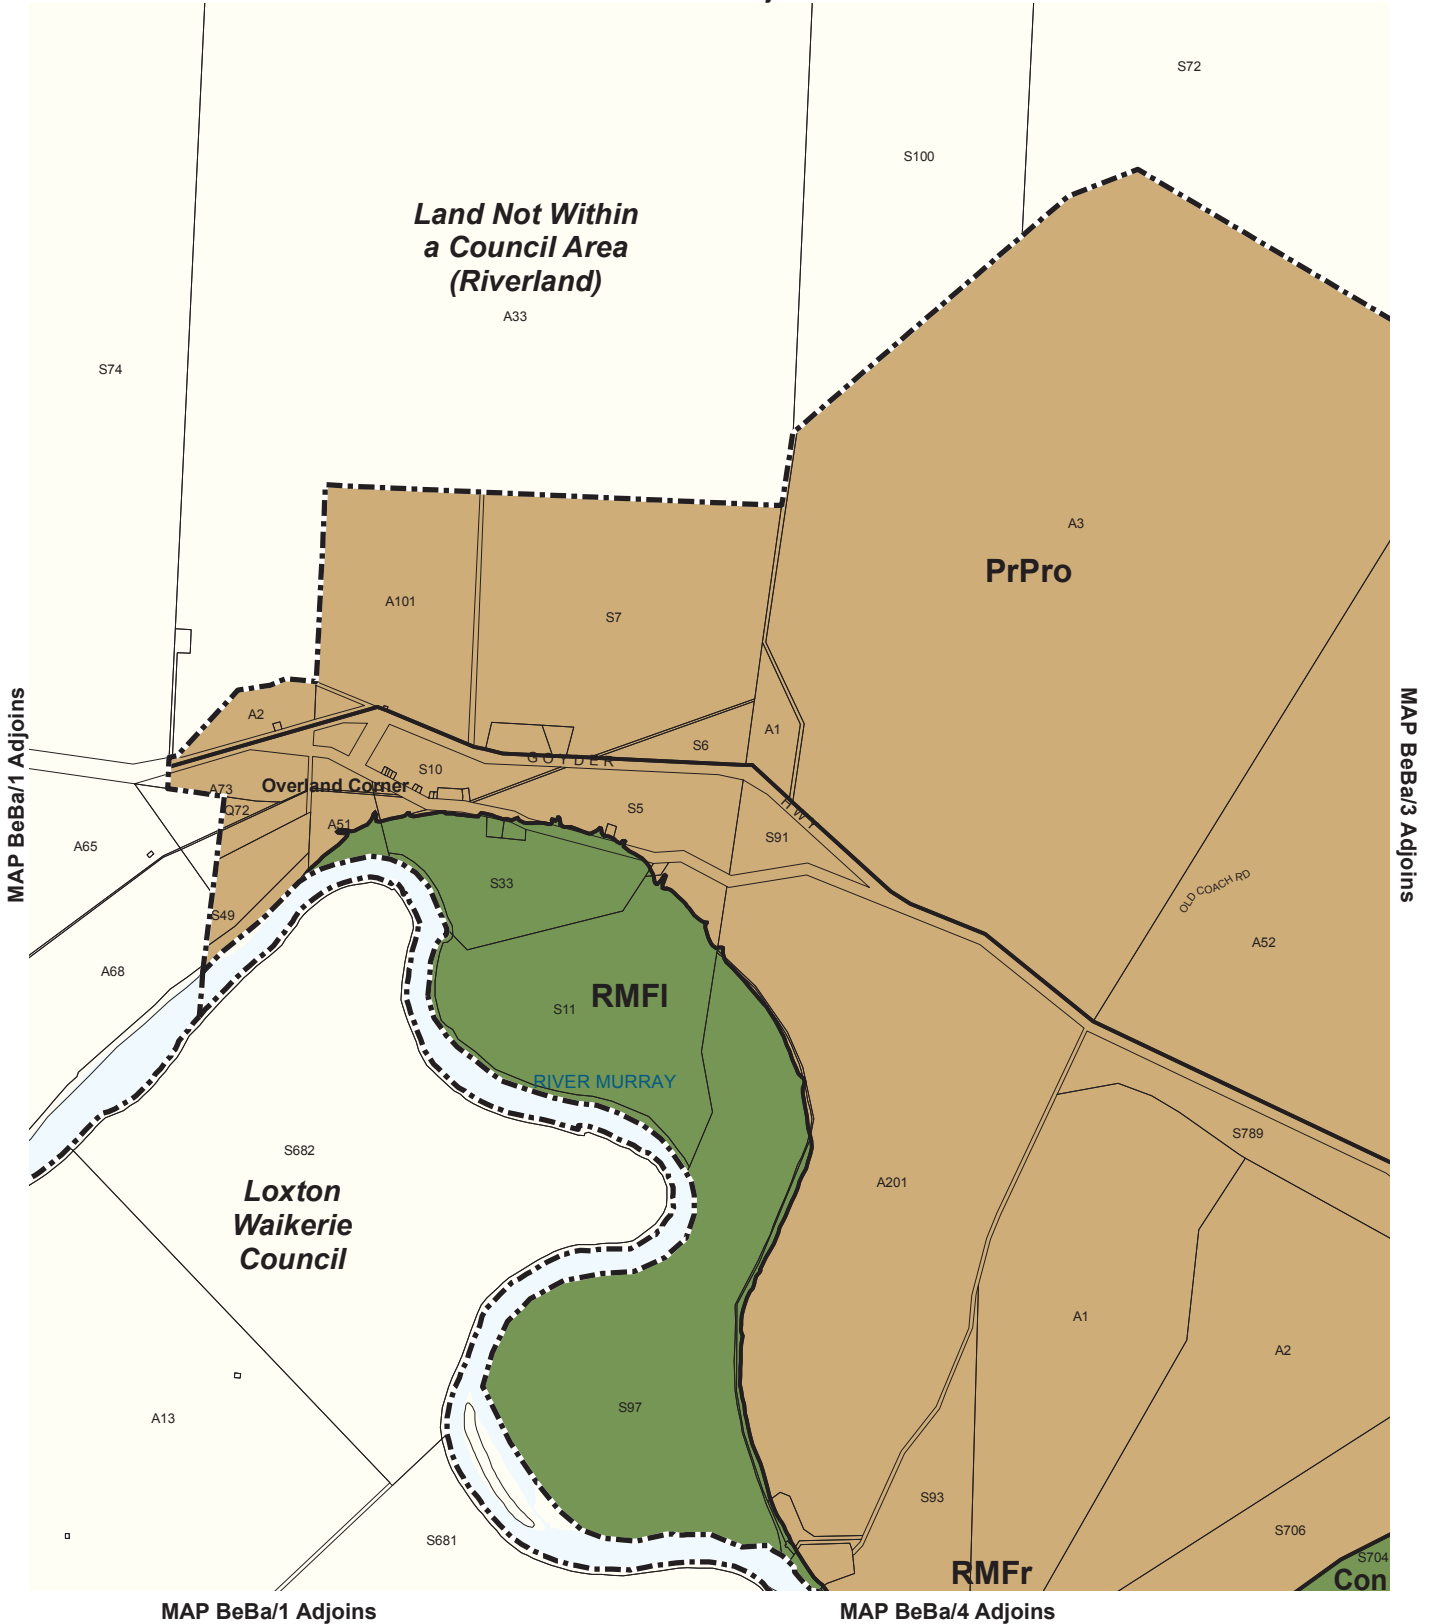 S72
S100
Land Not Within
a Council Area
(Riverland)
A33
S74
A3
PrPro
A101
S7
MAP BeBa/1 Adjoins
MAP BeBa/3 Adjoins
A2
A1
S6
GOYDER
HWY
S10
Overland Corner
A73
Q72
A51
S5
S91
A65
S33
OLD COACH RD
S49
A52
A68
S11
RMFl
RIVER MURRAY
S789
S682
A201
Loxton
Waikerie
Council
A1
A2
S97
A13
S93
S681
S706
S704
RMFr
Con
MAP BeBa/1 Adjoins
MAP BeBa/4 Adjoins